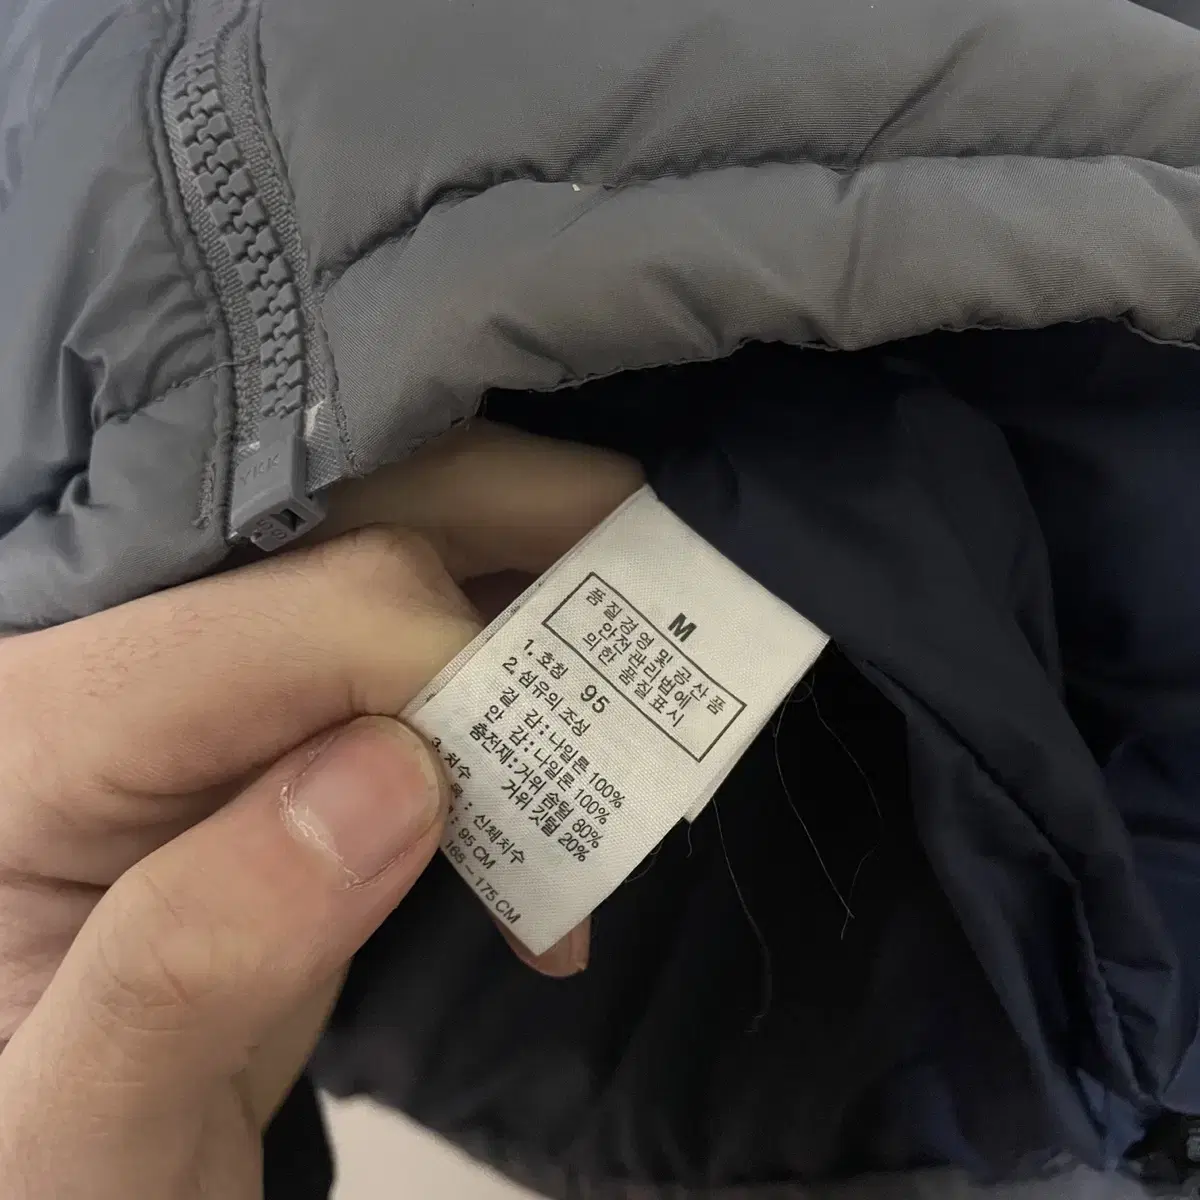 YKK
M
품질경영및공산품
안전관리법에
의한 품질표시
1. 호칭 95
2. 섬유의 조성
겉 감 : 나일론 100%
안 감 : 나일론 100%
충전재 : 거위 솜털 80%
거위 깃털 20%
3. 치수
: 신체치수
: 95 CM
165 ~ 175 CM